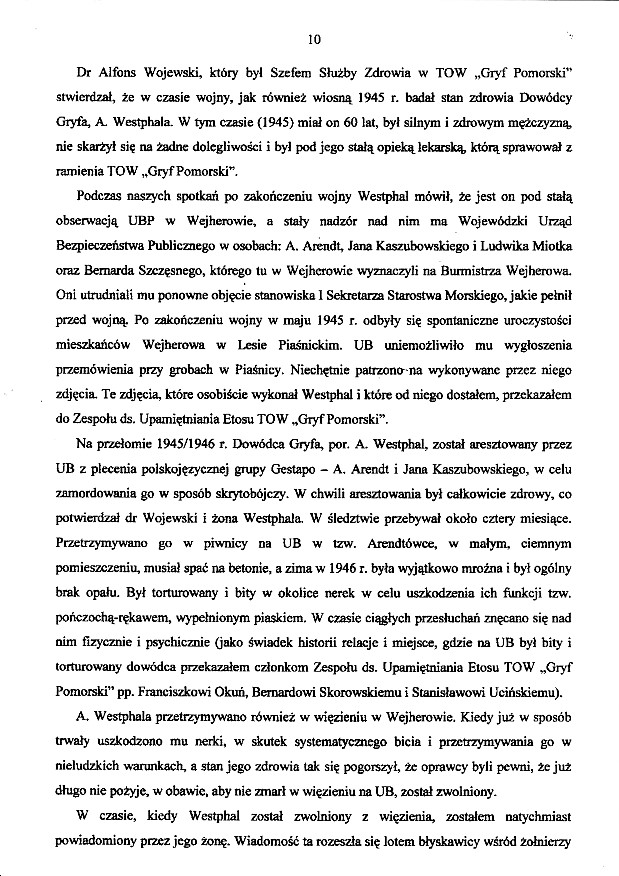 10
Dr Alfons Wojewski, który był Szefem Służby Zdrowia w TOW „Gryf Pomorski”
stwierdzał, że w czasie wojny, jak również wiosną 1945 r. badał stan zdrowia Dowódcy
Gryfa, A. Westphala. W tym czasie (1945) miał on 60 lat, był silnym i zdrowym mężczyzną,
nie skarżył się na żadne dolegliwości i był pod jego stałą opieką lekarską, którą sprawował z
ramienia TOW „Gryf Pomorski”.
Podczas naszych spotkań po zakończeniu wojny Westphal mówił, że jest on pod stałą
obserwacją UBP w Wejherowie, a stały nadzór nad nim ma Wojewódzki Urząd
Bezpieczeństwa Publicznego w osobach: A. Arendt, Jana Kaszubowskiego i Ludwika Miotka
oraz Bernarda Szczęsnego, którego tu w Wejherowie wyznaczyli na Burmistrza Wejherowa.
Oni utrudniali mu ponowne objęcie stanowiska I Sekretarza Starostwa Morskiego, jakie pełnił
przed wojną. Po zakończeniu wojny w maju 1945 r. odbyły się spontaniczne uroczystości
mieszkańców Wejherowa w Lesie Piaśnickim. UB uniemożliwiło mu wygłoszenia
przemówienia przy grobach w Piaśnicy. Niechętnie patrzono na wykonywane przez niego
zdjęcia. Te zdjęcia, które osobiście wykonał Westphal i które od niego dostałem, przekazałem
do Zespołu ds. Upamiętniania Etosu TOW „Gryf Pomorski”.
Na przełomie 1945/1946 r. Dowódca Gryfa, por. A. Westphal, został aresztowany przez
UB z plecenia polskojęzycznej grupy Gestapo – A. Arendt i Jana Kaszubowskiego, w celu
zamordowania go w sposób skrytobójczy. W chwili aresztowania był całkowicie zdrowy, co
potwierdzał dr Wojewski i żona Westphala. W śledztwie przebywał około cztery miesiące.
Przetrzymywano go w piwnicy na UB w tzw. Arendtówce, w małym, ciemnym
pomieszczeniu, musiał spać na betonie, a zima w 1946 r. była wyjątkowo mroźna i był ogólny
brak opału. Był torturowany i bity w okolice nerek w celu uszkodzenia ich funkcji tzw.
pończochą-rękawem, wypełnionym piaskiem. W czasie ciągłych przesłuchań znęcano się nad
nim fizycznie i psychicznie (jako świadek historii relacje i miejsce, gdzie na UB był bity i
torturowany dowódca przekazałem członkom Zespołu ds. Upamiętniania Etosu TOW „Gryf
Pomorski” pp. Franciszkowi Okuń, Bernardowi Skorowskiemu i Stanisławowi Ucińskiemu).
A. Westphala przetrzymywano również w więzieniu w Wejherowie. Kiedy już w sposób
trwały uszkodzono mu nerki, w skutek systematycznego bicia i przetrzymywania go w
nieludzkich warunkach, a stan jego zdrowia tak się pogorszył, że oprawcy byli pewni, że już
długo nie pożyje, w obawie, aby nie zmarł w więzieniu na UB, został zwolniony.
W czasie, kiedy Westphal został zwolniony z więzienia, zostałem natychmiast
powiadomiony przez jego żonę. Wiadomość ta rozeszła się lotem błyskawicy wśród żołnierzy